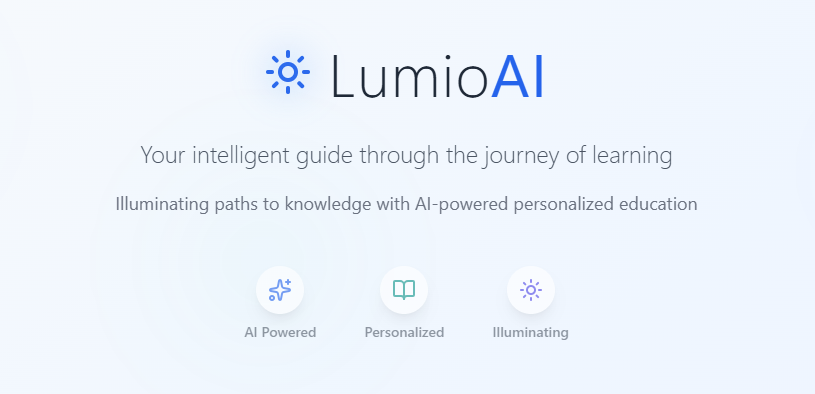 LumioAI
Your intelligent guide through the journey of learning
Illuminating paths to knowledge with AI-powered personalized education
AI Powered
Personalized
Illuminating